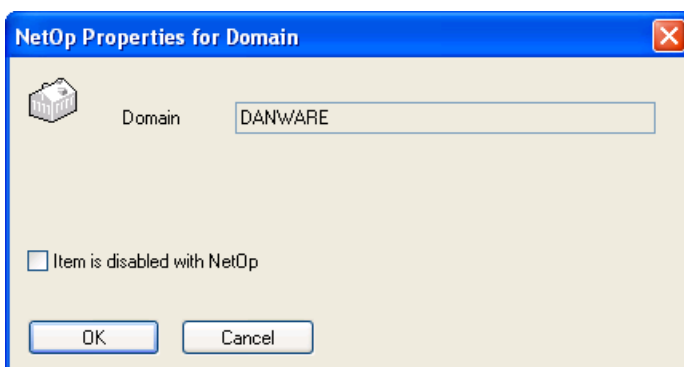 NetOp Properties for Domain
Domain DANWARE
Item is disabled with NetOp
OK Cancel